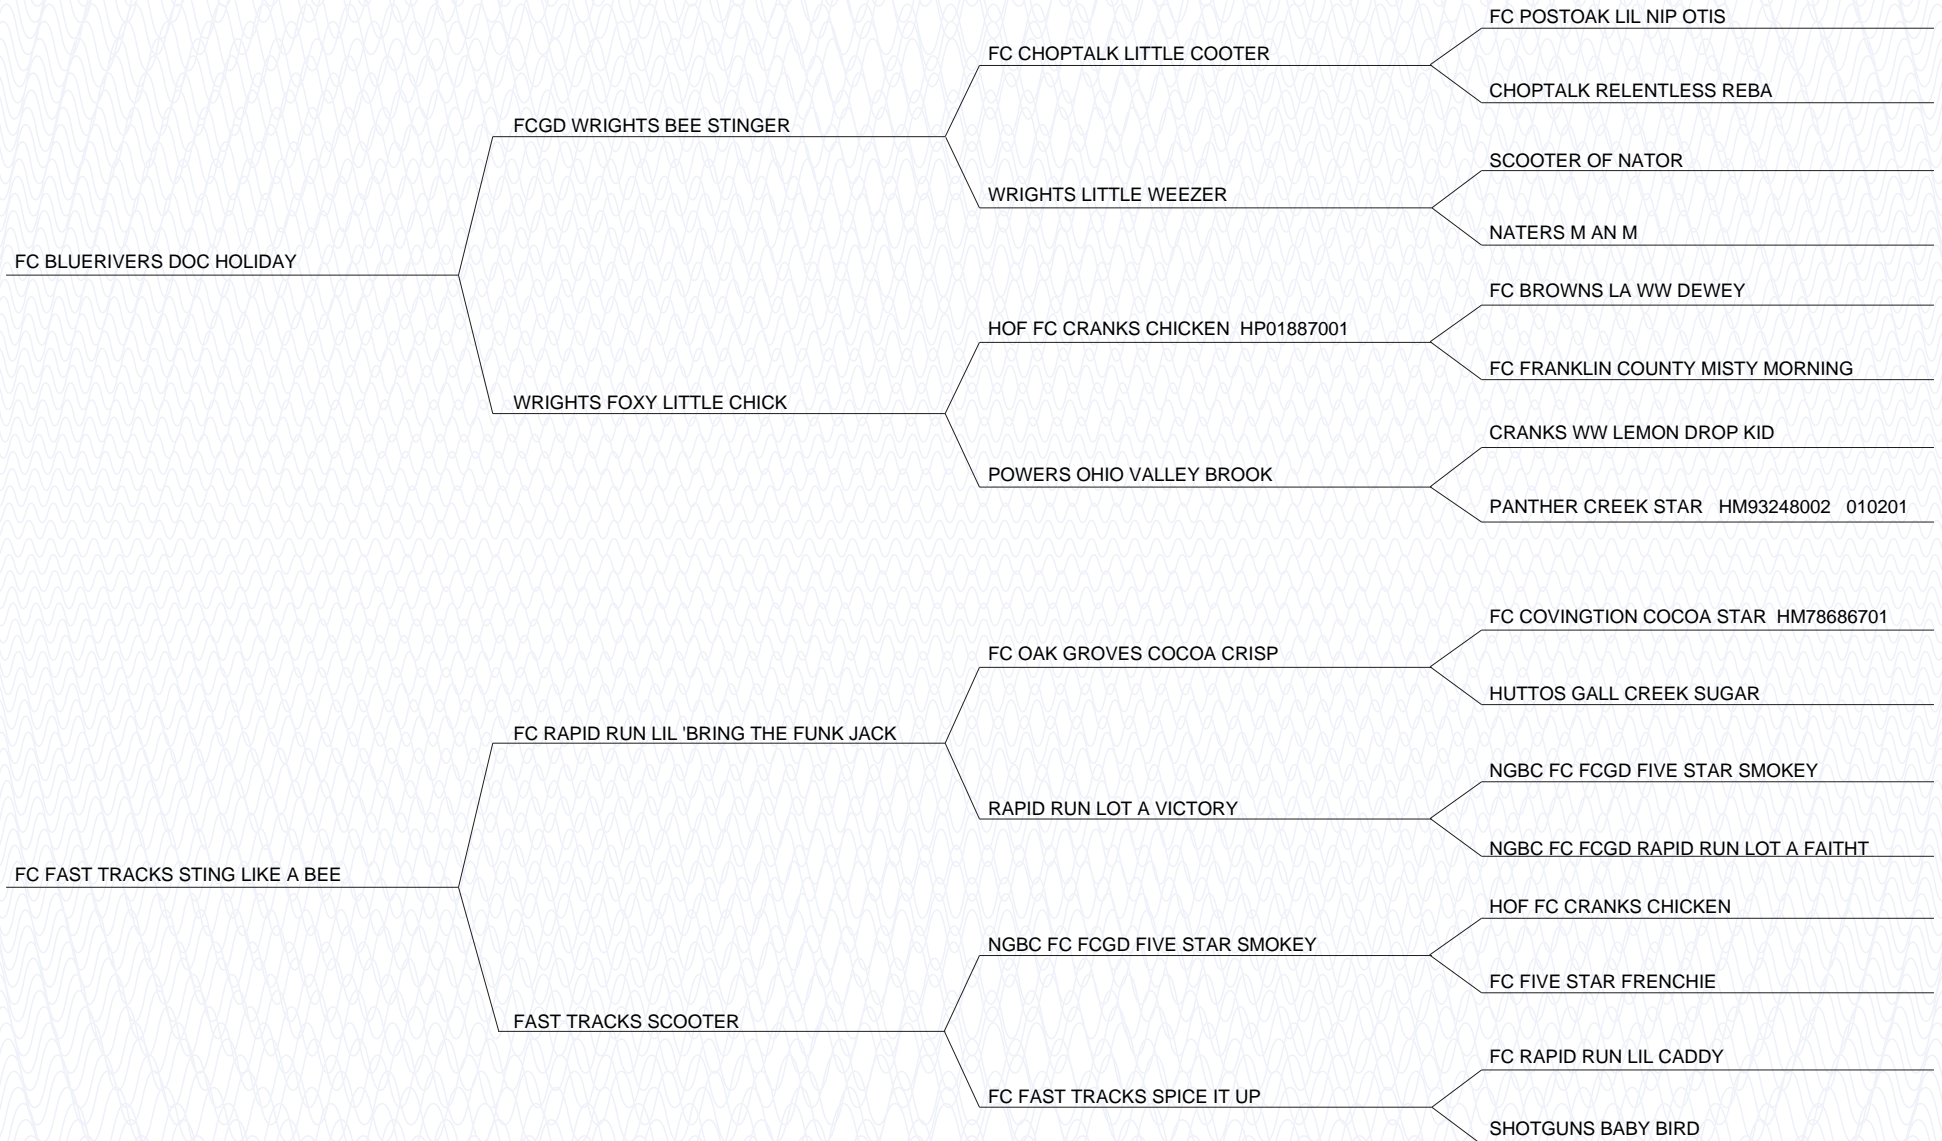 FC POSTOAK LIL NIP OTIS
FC CHOPTALK LITTLE COOTER
CHOPTALK RELENTLESS REBA
FCGD WRIGHTS BEE STINGER
SCOOTER OF NATOR
WRIGHTS LITTLE WEEZER
NATERS M AN M
FC BLUERIVERS DOC HOLIDAY
FC BROWNS LA WW DEWEY
HOF FC CRANKS CHICKEN HP01887001
FC FRANKLIN COUNTY MISTY MORNING
WRIGHTS FOXY LITTLE CHICK
CRANKS WW LEMON DROP KID
POWERS OHIO VALLEY BROOK
PANTHER CREEK STAR HM93248002 010201
FC COVINGTION COCOA STAR HM78686701
FC OAK GROVES COCOA CRISP
HUTTOS GALL CREEK SUGAR
FC RAPID RUN LIL 'BRING THE FUNK JACK
NGBC FC FCGD FIVE STAR SMOKEY
RAPID RUN LOT A VICTORY
NGBC FC FCGD RAPID RUN LOT A FAITHT
FC FAST TRACKS STING LIKE A BEE
HOF FC CRANKS CHICKEN
NGBC FC FCGD FIVE STAR SMOKEY
FC FIVE STAR FRENCHIE
FAST TRACKS SCOOTER
FC RAPID RUN LIL CADDY
FC FAST TRACKS SPICE IT UP
SHOTGUNS BABY BIRD